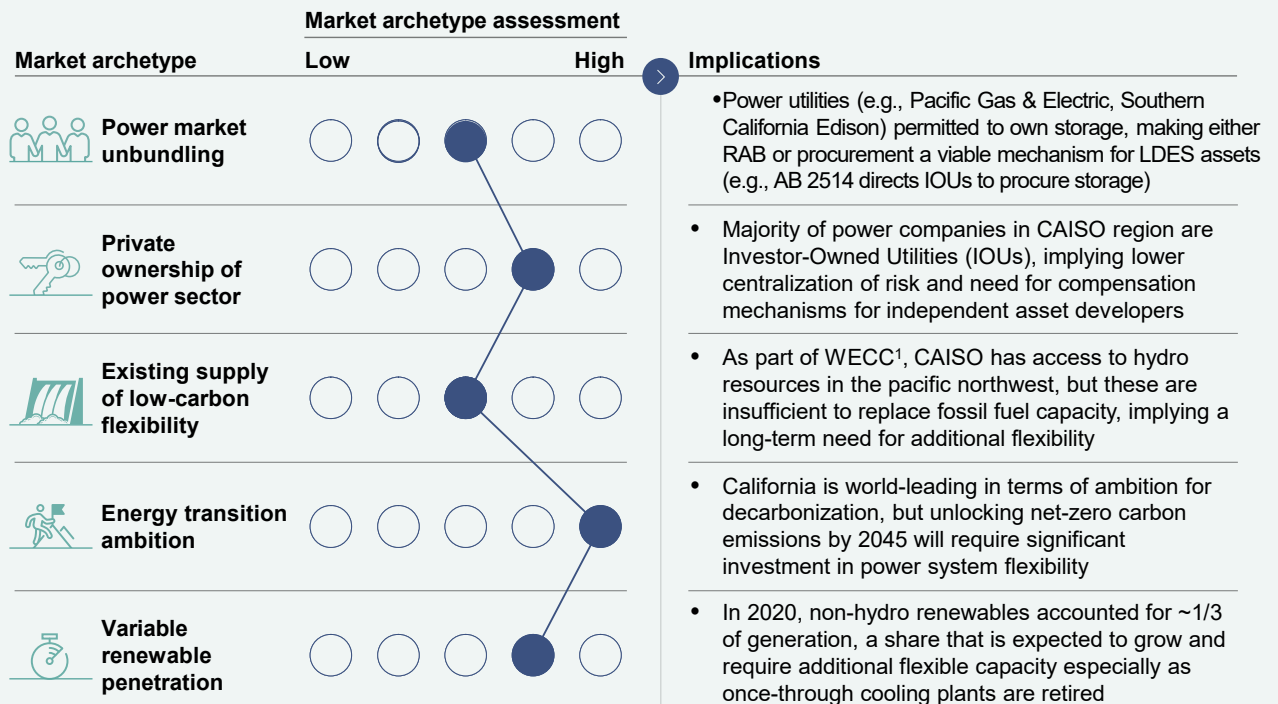 Market archetype assessment
Market archetype
Low
High
Implications
Power market
unbundling
•Power utilities (e.g., Pacific Gas & Electric, Southern
California Edison) permitted to own storage, making either
RAB or procurement a viable mechanism for LDES assets
(e.g., AB 2514 directs IOUs to procure storage)
Private
ownership of
power sector
• Majority of power companies in CAISO region are
Investor-Owned Utilities (IOUs), implying lower
centralization of risk and need for compensation
mechanisms for independent asset developers
Existing supply
of low-carbon
flexibility
• As part of WECC¹, CAISO has access to hydro
resources in the pacific northwest, but these are
insufficient to replace fossil fuel capacity, implying a
long-term need for additional flexibility
Energy transition
ambition
• California is world-leading in terms of ambition for
decarbonization, but unlocking net-zero carbon
emissions by 2045 will require significant
investment in power system flexibility
Variable
renewable
penetration
• In 2020, non-hydro renewables accounted for ~1/3
of generation, a share that is expected to grow and
require additional flexible capacity especially as
once-through cooling plants are retired